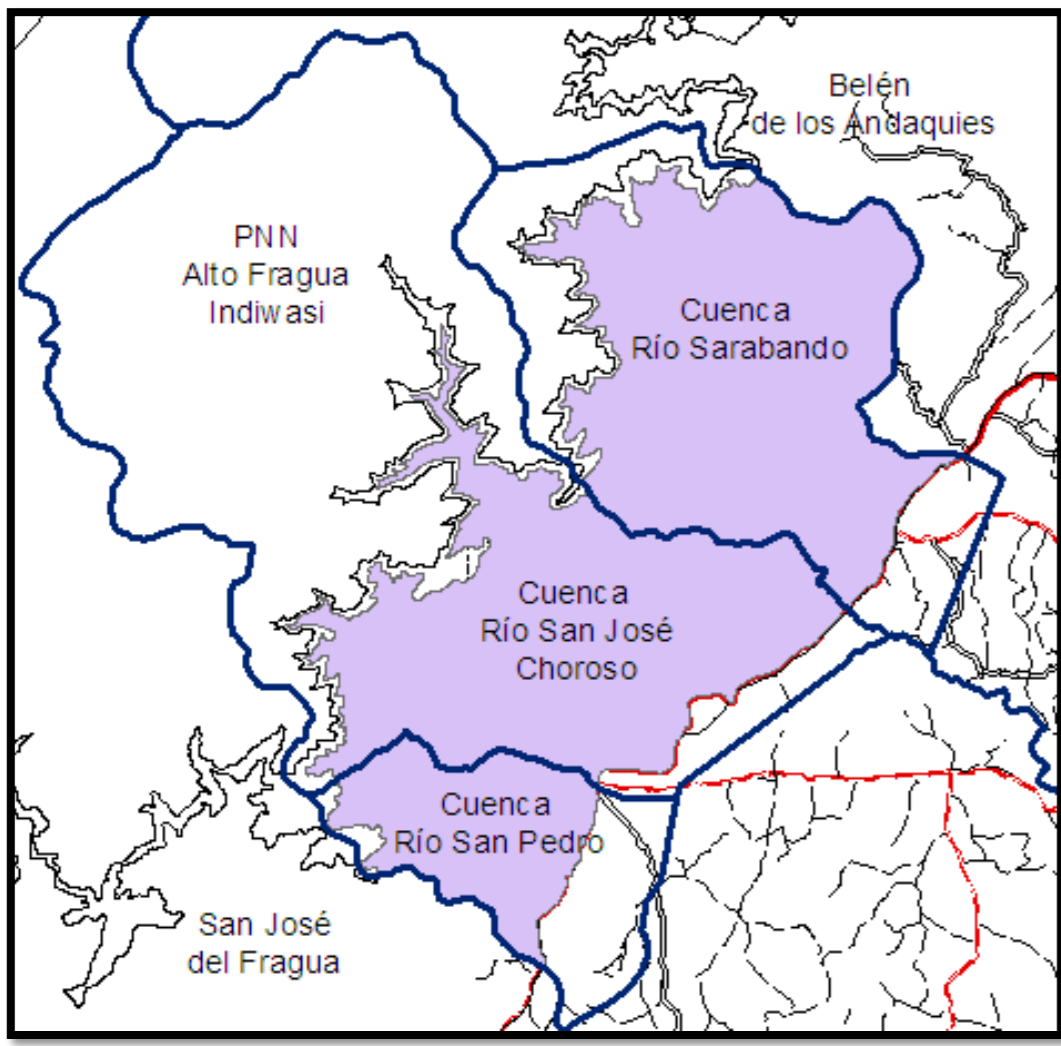 Belén
de los Andaquies
PNN
Alto Fragua
Indiwasi
Cuenca
Río Sarabando
Cuenca
Río San José
Choroso
Cuenca
Río San Pedro
San José
del Fragua